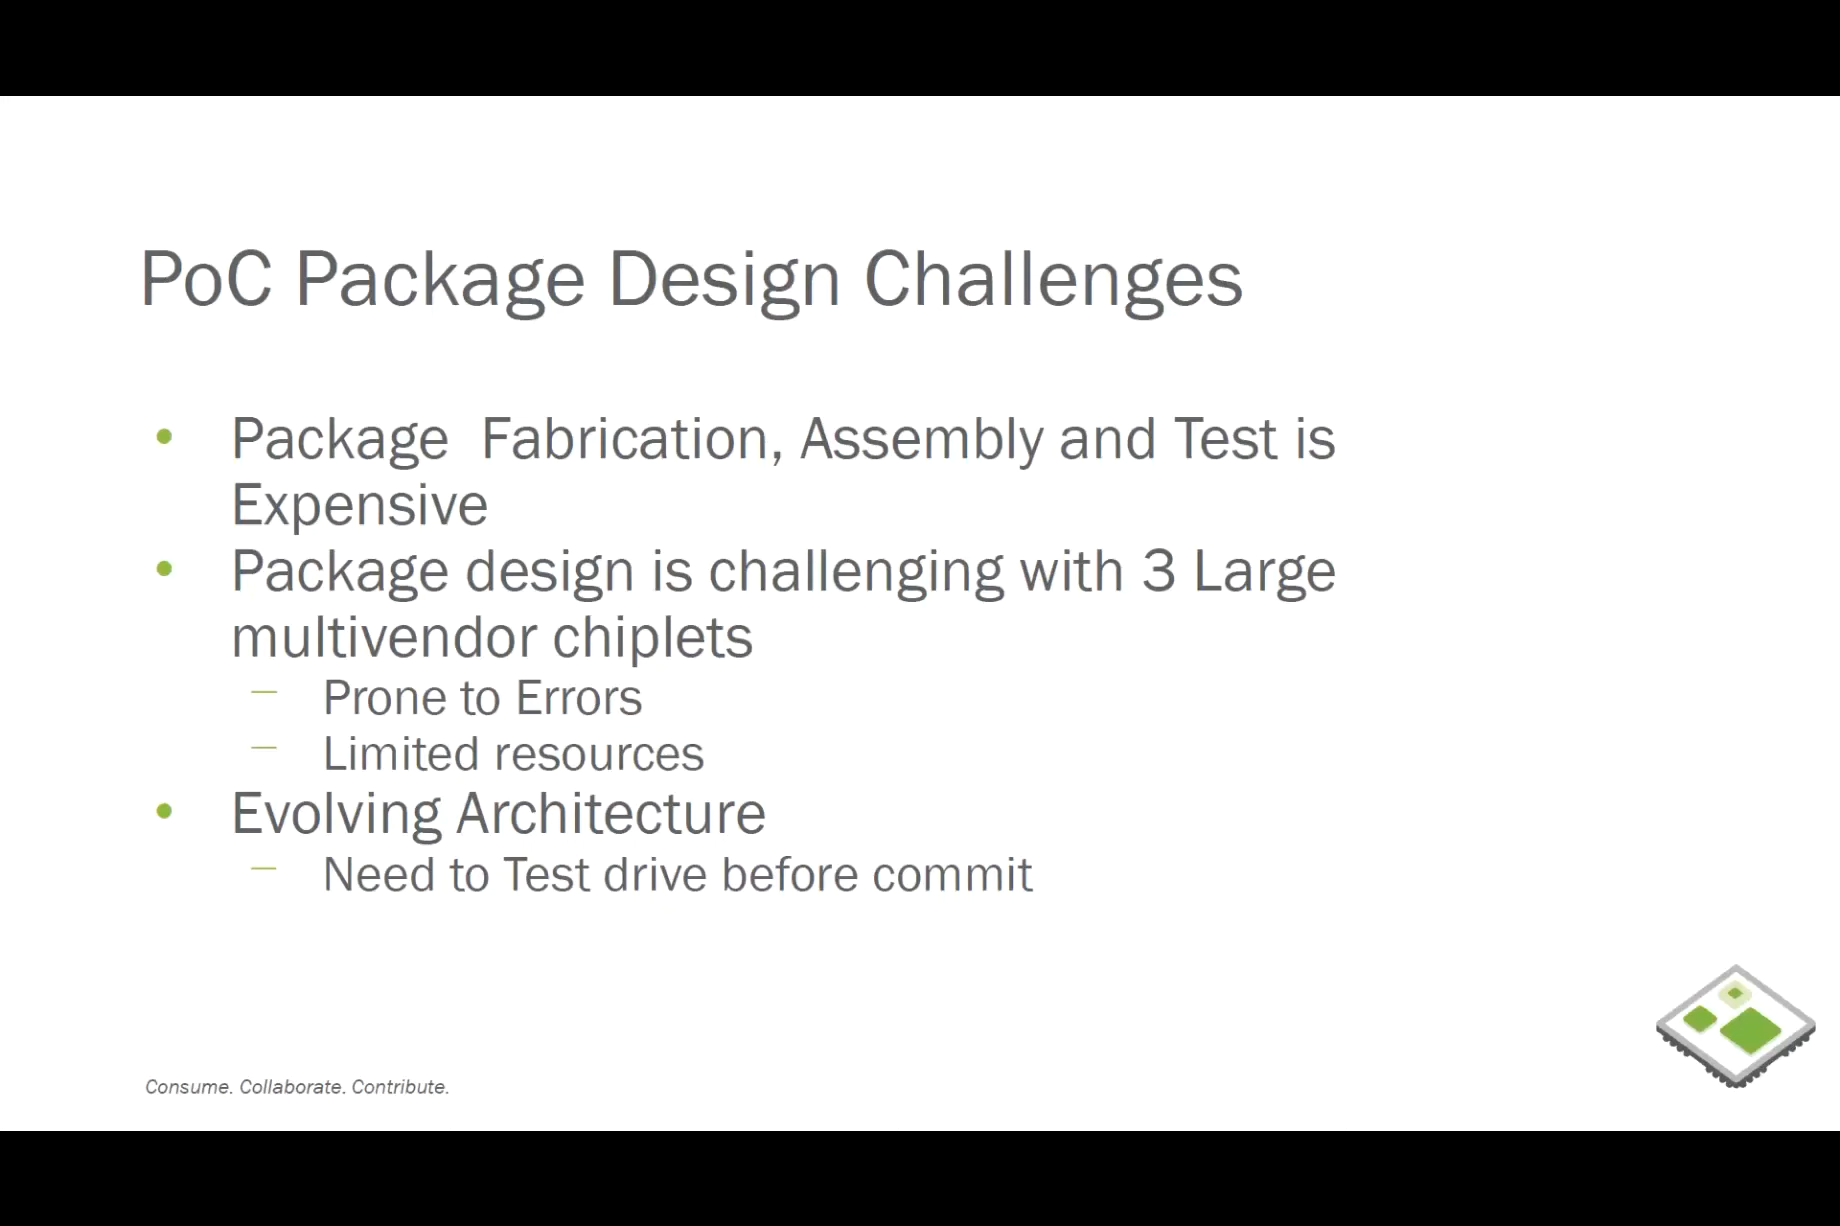 PoC Package Design Challenges
• Package  Fabrication, Assembly and Test is
Expensive
• Package design is challenging with 3 Large
multivendor chiplets
– Prone to Errors
– Limited resources
• Evolving Architecture
– Need to Test drive before commit
Consume. Collaborate. Contribute.